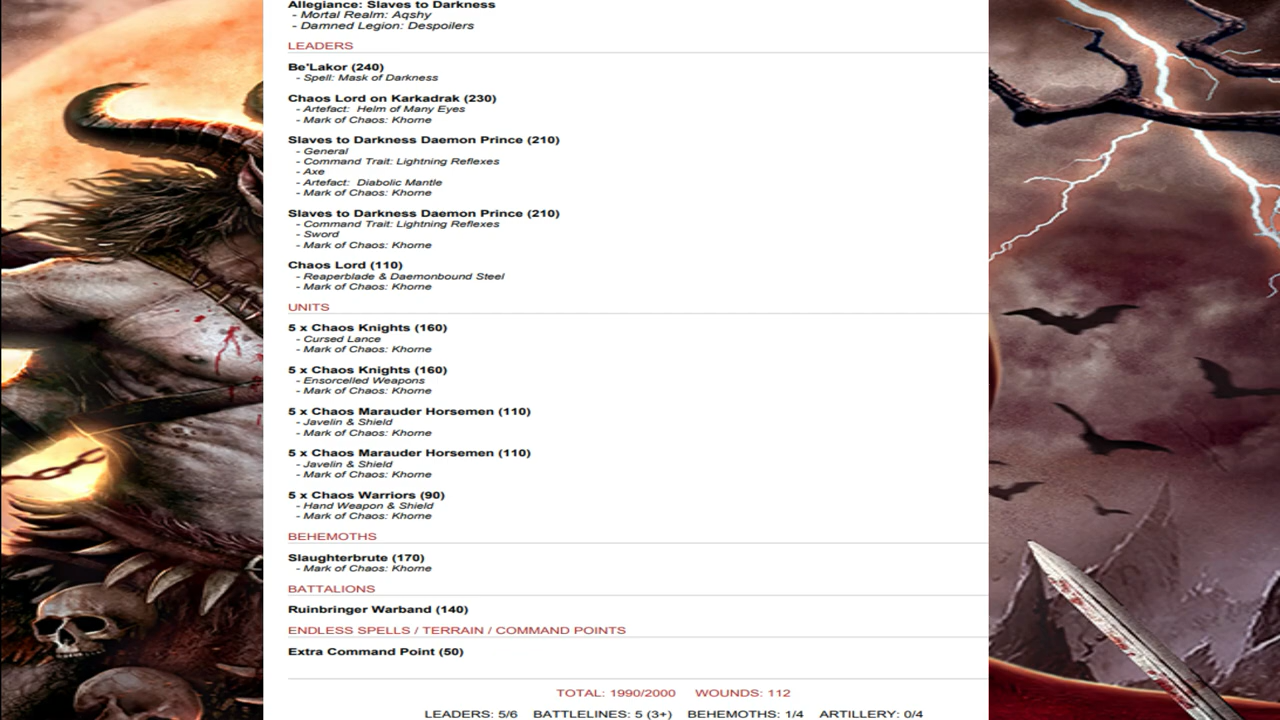 Allegiance: Slaves to Darkness
- Mortal Realm: Aqshy
- Damned Legion: Despoilers
LEADERS
Be'Lakor (240)
- Spell: Mask of Darkness
Chaos Lord on Karkadrak (230)
- Artefact: Helm of Many Eyes
- Mark of Chaos: Khorne
Slaves to Darkness Daemon Prince (210)
- General
- Command Trait: Lightning Reflexes
- Axe
- Artefact: Diabolic Mantle
- Mark of Chaos: Khorne
Slaves to Darkness Daemon Prince (210)
- Command Trait: Lightning Reflexes
- Sword
- Mark of Chaos: Khorne
Chaos Lord (110)
- Reaperblade & Daemonbound Steel
- Mark of Chaos: Khorne
UNITS
5 x Chaos Knights (160)
- Cursed Lance
- Mark of Chaos: Khorne
5 x Chaos Knights (160)
- Ensorcelled Weapons
- Mark of Chaos: Khorne
5 x Chaos Marauder Horsemen (110)
- Javelin & Shield
- Mark of Chaos: Khorne
5 x Chaos Marauder Horsemen (110)
- Javelin & Shield
- Mark of Chaos: Khorne
5 x Chaos Warriors (90)
- Hand Weapon & Shield
- Mark of Chaos: Khorne
BEHEMOTHS
Slaughterbrute (170)
- Mark of Chaos: Khorne
BATTALIONS
Ruinbringer Warband (140)
ENDLESS SPELLS / TERRAIN / COMMAND POINTS
Extra Command Point (50)
TOTAL: 1990/2000 WOUNDS: 112
LEADERS: 5/6 BATTLELINES: 5 (3+) BEHEMOTHS: 1/4 ARTILLERY: 0/4